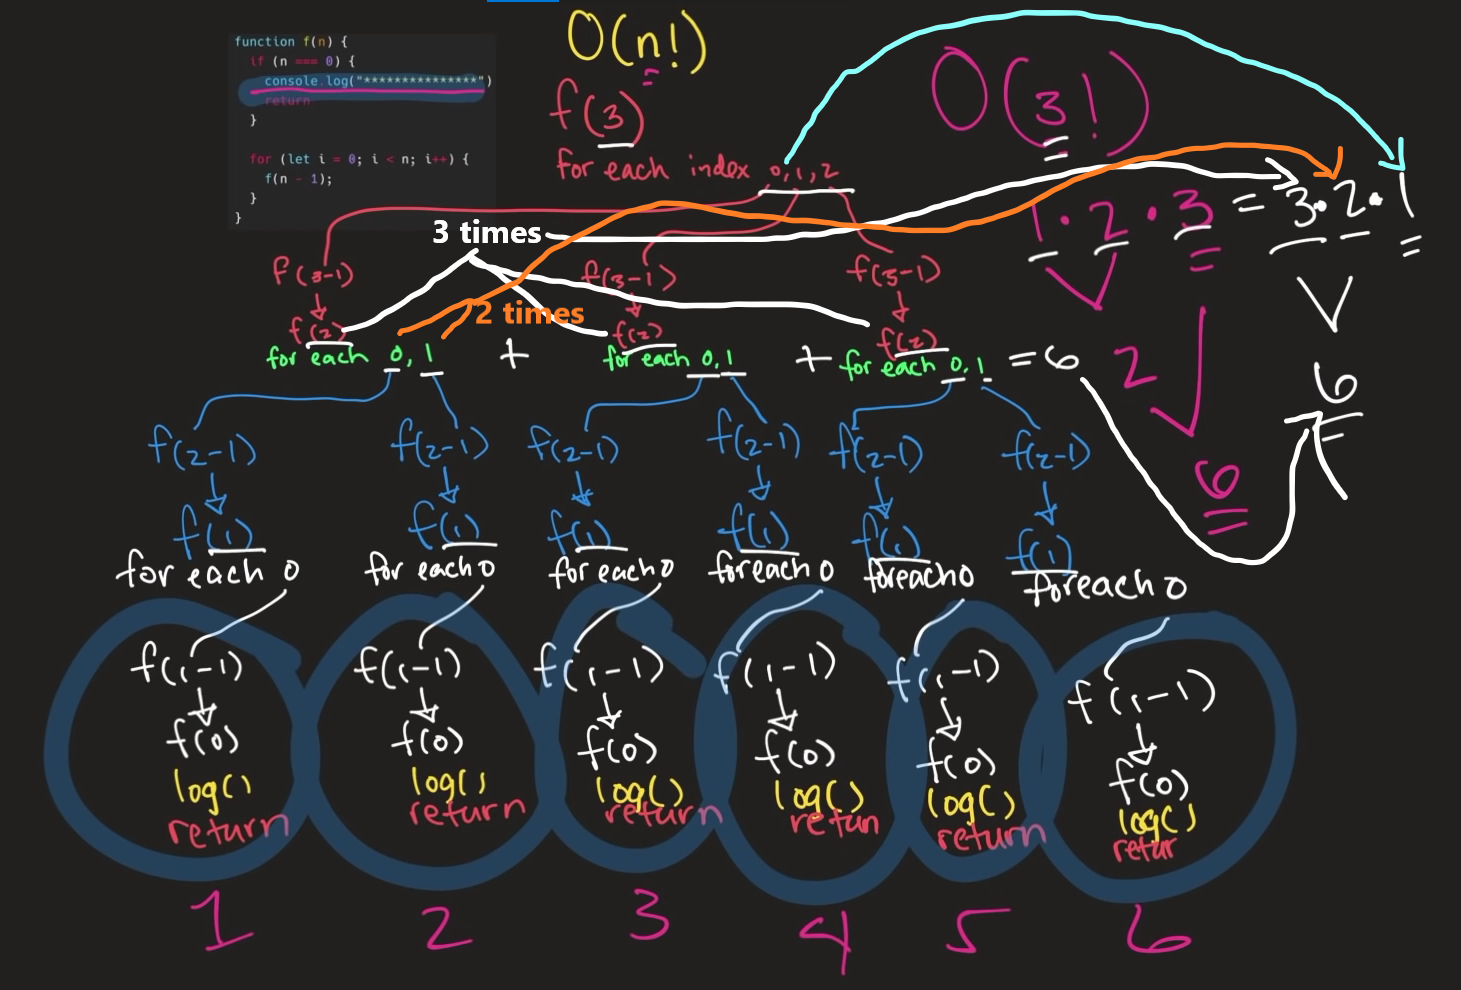 function f(n) {
if (n === 0) {
console.log("***************")
return
}
for (let i = 0; i < n; i++) {
f(n - 1);
}
}
O(n!)
f(3)
for each index 0,1,2
O(3!)
1·2·3 = 3·2·1
=
3 times
f(3-1) f(3-1) f(3-1)
2 times
f(2) f(2) f(2)
for each 0,1 + for each 0,1 + for each 0,1 = 6
2
6
6
f(2-1) f(2-1) f(2-1) f(2-1) f(2-1) f(2-1)
f(1) f(1) f(1) f(1) f(1) f(1)
for each 0 for each 0 for each 0 foreach 0 foreach0 foreach 0
f(1-1) f(1-1) f(1-1) f(1-1) f(1-1) f(1-1)
f(0) f(0) f(0) f(0) f(0) f(0)
log() log() log() log() log() log()
return return return retun return retur
1 2 3 4 5 6